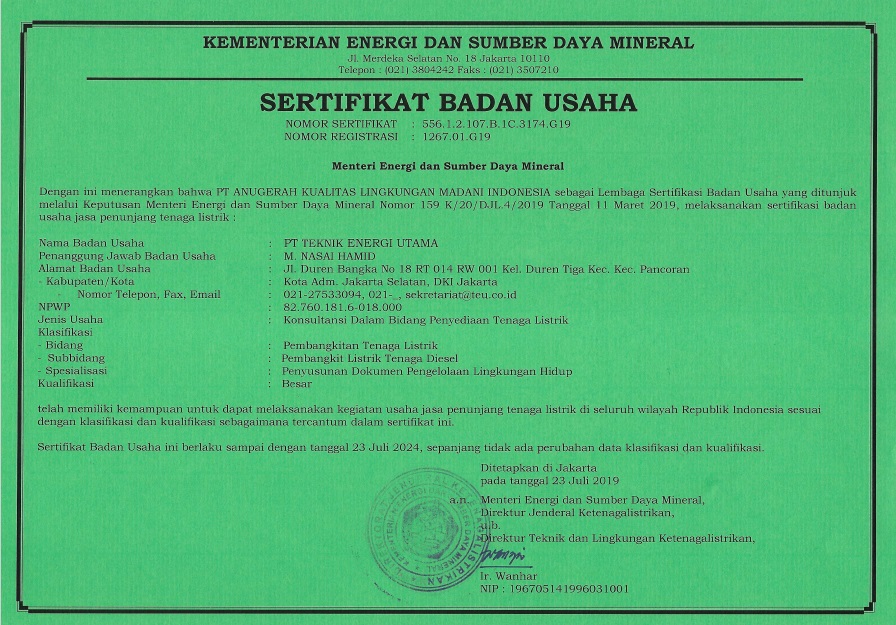 KEMENTERIAN ENERGI DAN SUMBER DAYA MINERAL
Jl. Merdeka Selatan No. 18 Jakarta 10110
Telepon : (021) 3804242 Faks : (021) 3507210
SERTIFIKAT BADAN USAHA
NOMOR SERTIFIKAT : 556.1.2.107.B.1C.3174.G19
NOMOR REGISTRASI : 1267.01.G19
Menteri Energi dan Sumber Daya Mineral
Dengan ini menerangkan bahwa PT ANUGERAH KUALITAS LINGKUNGAN MADANI INDONESIA sebagai Lembaga Sertifikasi Badan Usaha yang ditunjuk
melalui Keputusan Menteri Energi dan Sumber Daya Mineral Nomor 159 K/20/DJL.4/2019 Tanggal 11 Maret 2019, melaksanakan sertifikasi badan
usaha jasa penunjang tenaga listrik :
Nama Badan Usaha : PT TEKNIK ENERGI UTAMA
Penanggung Jawab Badan Usaha : M. NASAI HAMID
Alamat Badan Usaha : Jl. Duren Bangka No 18 RT 014 RW 001 Kel. Duren Tiga Kec. Kec. Pancoran
- Kabupaten/Kota : Kota Adm. Jakarta Selatan, DKI Jakarta
- Nomor Telepon, Fax, Email : 021-27533094, 021-_, sekretariat@teu.co.id
NPWP : 82.760.181.6-018.000
Jenis Usaha : Konsultansi Dalam Bidang Penyediaan Tenaga Listrik
Klasifikasi
- Bidang : Pembangkitan Tenaga Listrik
- Subbidang : Pembangkit Listrik Tenaga Diesel
- Spesialisasi : Penyusunan Dokumen Pengelolaan Lingkungan Hidup
Kualifikasi : Besar
telah memiliki kemampuan untuk dapat melaksanakan kegiatan usaha jasa penunjang tenaga listrik di seluruh wilayah Republik Indonesia sesuai
dengan klasifikasi dan kualifikasi sebagaimana tercantum dalam sertifikat ini.
Sertifikat Badan Usaha ini berlaku sampai dengan tanggal 23 Juli 2024, sepanjang tidak ada perubahan data klasifikasi dan kualifikasi.
Ditetapkan di Jakarta
pada tanggal 23 Juli 2019
a.n. Menteri Energi dan Sumber Daya Mineral,
Direktur Jenderal Ketenagalistrikan,
u.b.
Direktur Teknik dan Lingkungan Ketenagalistrikan,
Ir. Wanhar
NIP : 196705141996031001